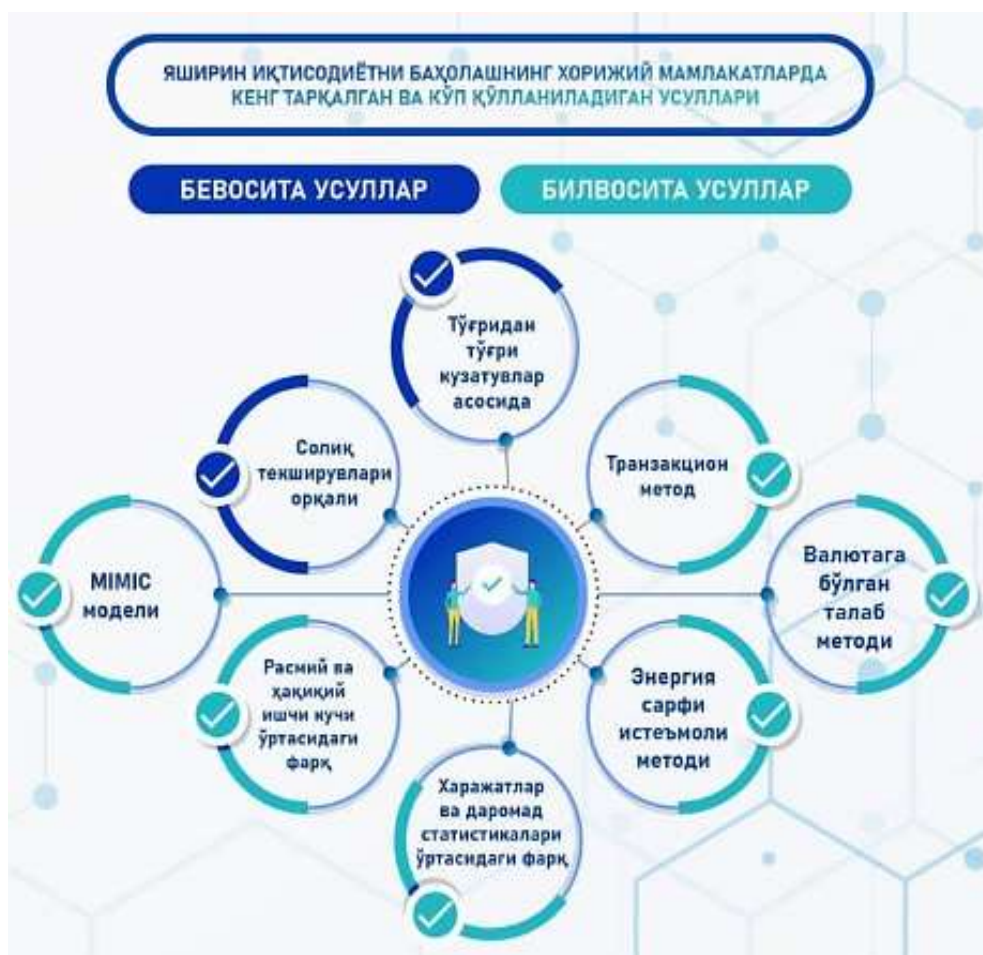 ЯШИРИН ИҚТИСОДИЁТНИ БАҲОЛАШНИНГ ХОРИЖИЙ МАМЛАКАТЛАРДА
КЕНГ ТАРҚАЛГАН ВА КЎП ҚЎЛЛАНИЛАДИГАН УСУЛЛАРИ
БЕВОСИТА УСУЛЛАР
БИЛВОСИТА УСУЛЛАР
Тўғридан
тўғри
кузатувлар
асосида
Солиқ
текширувлари
орқали
Транзакцион
метод
MIMIC
модели
Валютага
бўлган
талаб
методи
Расмий ва
ҳақиқий
ишчи кучи
ўртасидаги
фарқ
Энергия
сарфи
истеъмоли
методи
Харажатлар
ва даромад
статистикалари
ўртасидаги фарқ